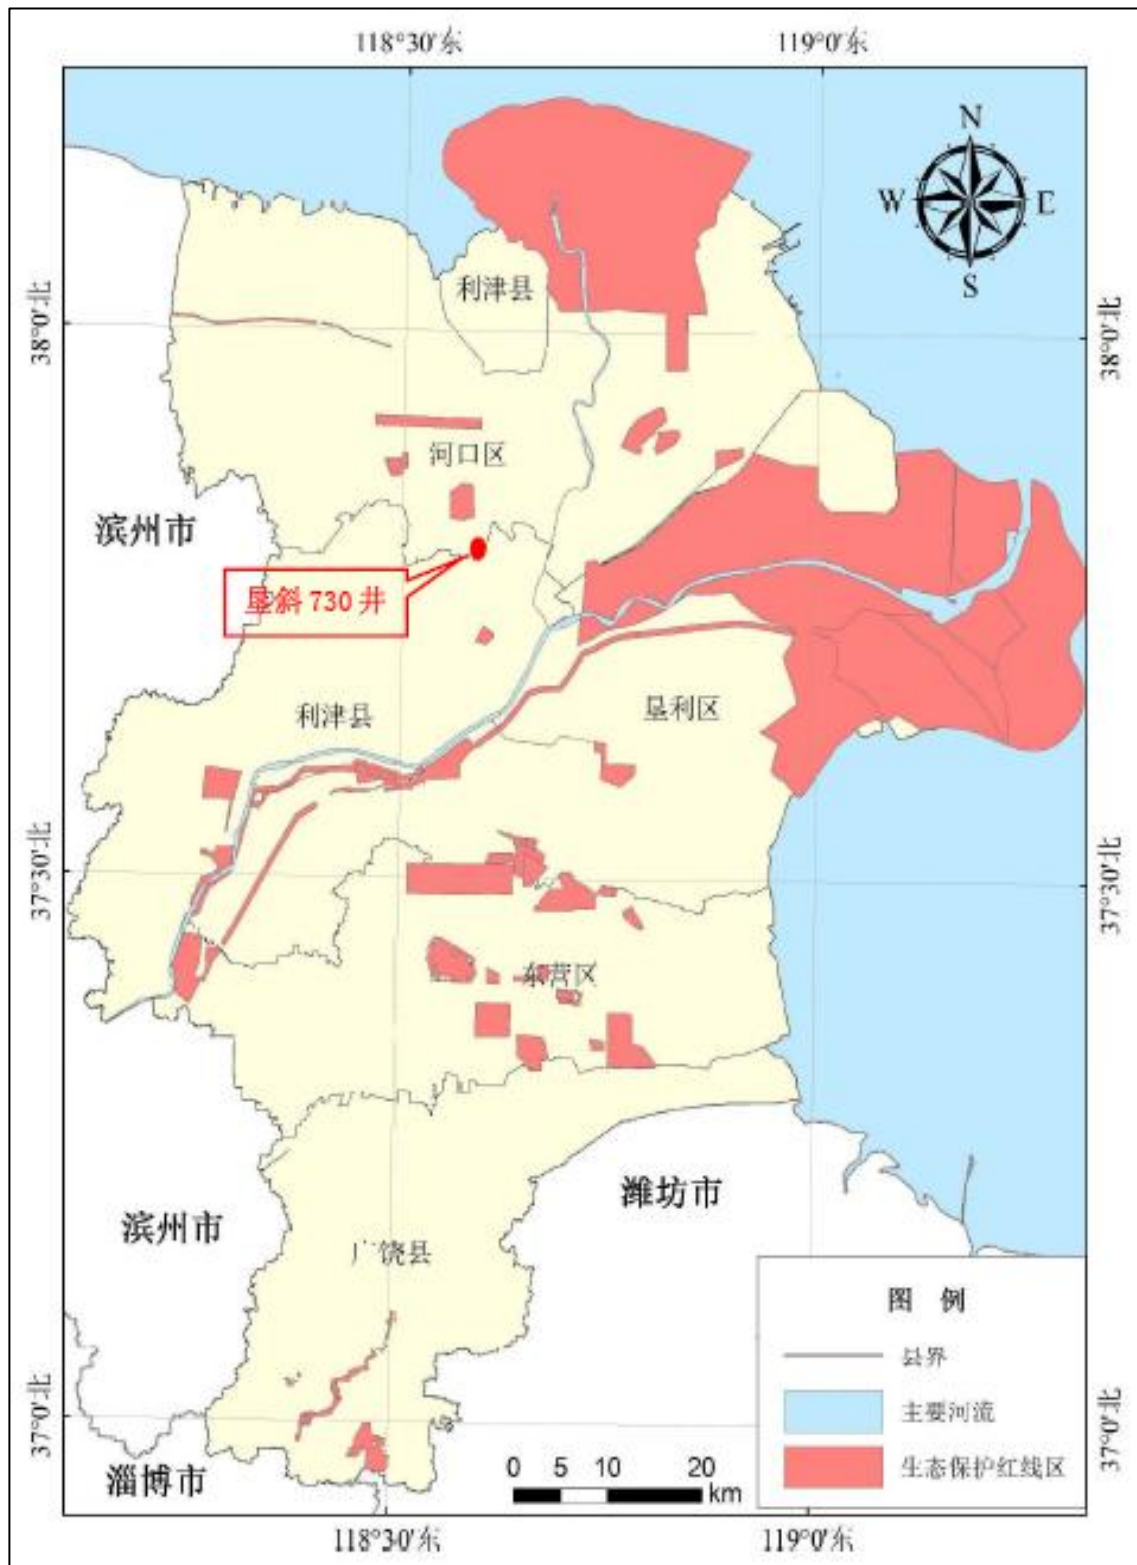 118°30′东
119°0′东
N
W
E
S
利津县
38°0′北
38°0′北
河口区
滨州市
垦斜 730 井
利津县
垦利区
37°30′北
37°30′北
东营区
潍坊市
滨州市
广饶县
图 例
县界
主要河流
生态保护红线区
37°0′北
37°0′北
淄博市
0 5 10 20
km
118°30′东
119°0′东